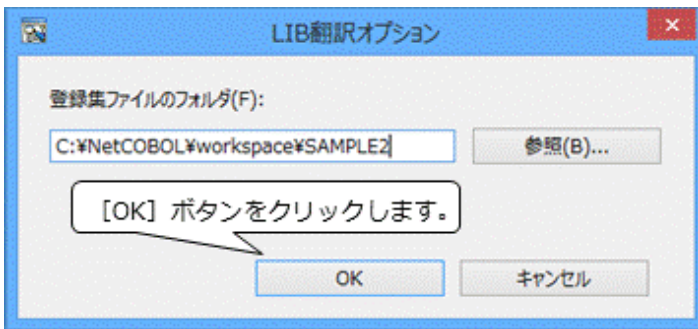 LIB翻訳オプション
登録集ファイルのフォルダ(F):
C:¥NetCOBOL¥workspace¥SAMPLE2
参照(B)...
［OK］ボタンをクリックします。
OK
キャンセル